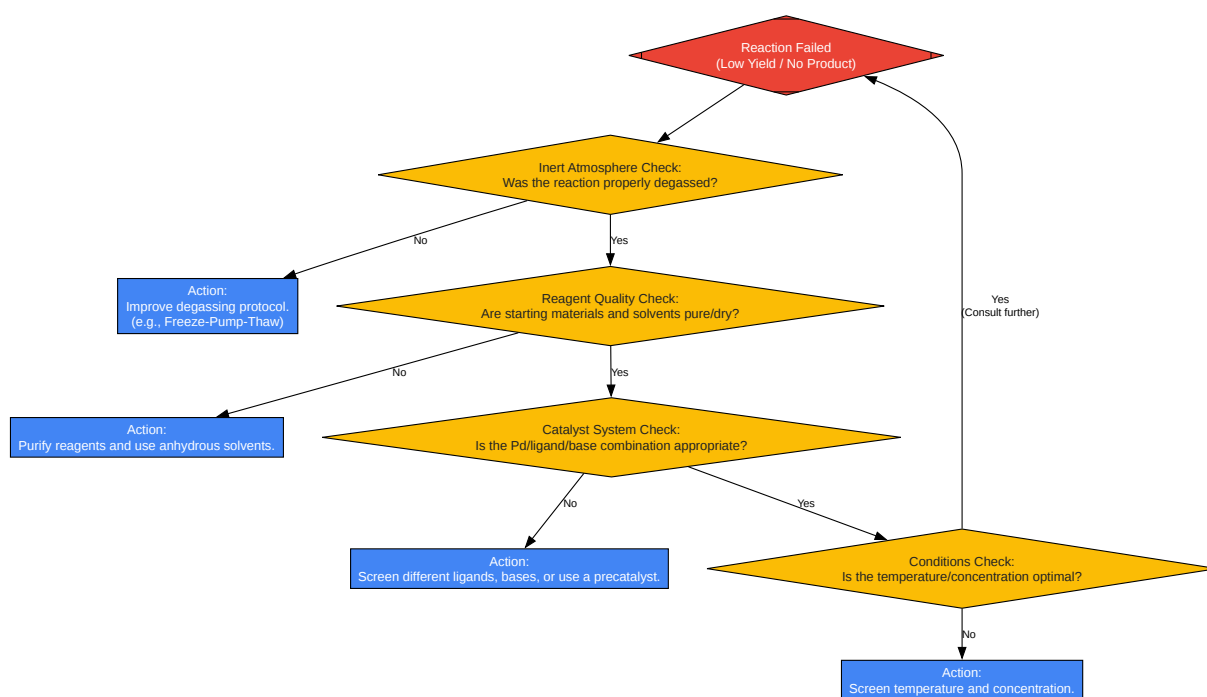 Reaction Failed
(Low Yield / No Product)
Inert Atmosphere Check:
Was the reaction properly degassed?
No
Yes
Action:
Improve degassing protocol.
(e.g., Freeze-Pump-Thaw)
Reagent Quality Check:
Are starting materials and solvents pure/dry?
Yes
(Consult further)
No
Yes
Action:
Purify reagents and use anhydrous solvents.
Catalyst System Check:
Is the Pd/ligand/base combination appropriate?
No
Yes
Action:
Screen different ligands, bases, or use a precatalyst.
Conditions Check:
Is the temperature/concentration optimal?
No
Action:
Screen temperature and concentration.